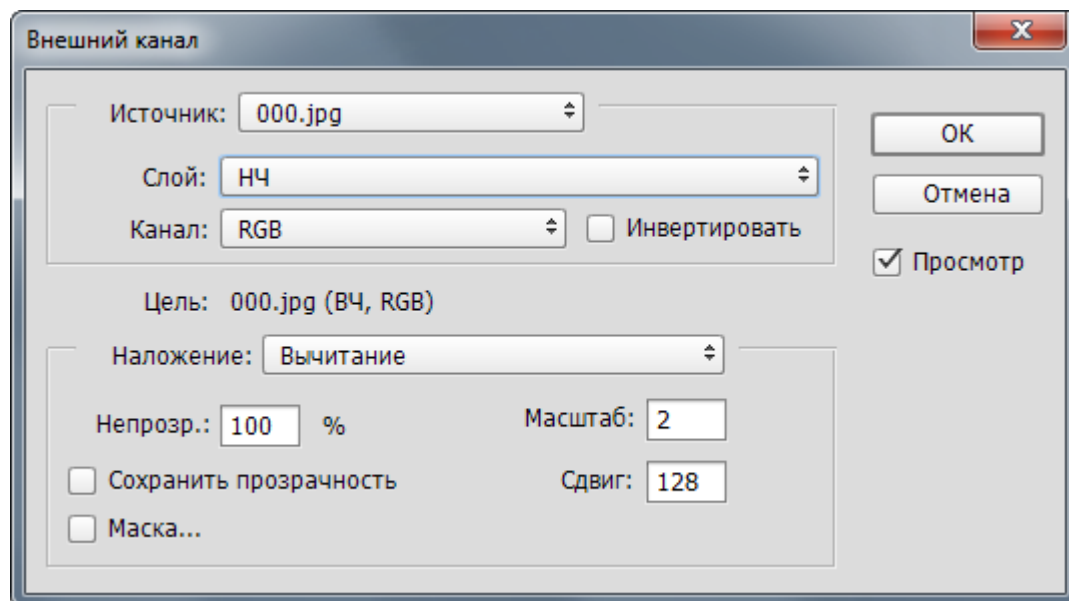 Внешний канал
Источник: 000.jpg
OK
Слой: НЧ
Отмена
Канал: RGB Инвертировать
Просмотр
Цель: 000.jpg (ВЧ, RGB)
Наложение: Вычитание
Непрозр.: 100 % Масштаб: 2
Сохранить прозрачность Сдвиг: 128
Маска...